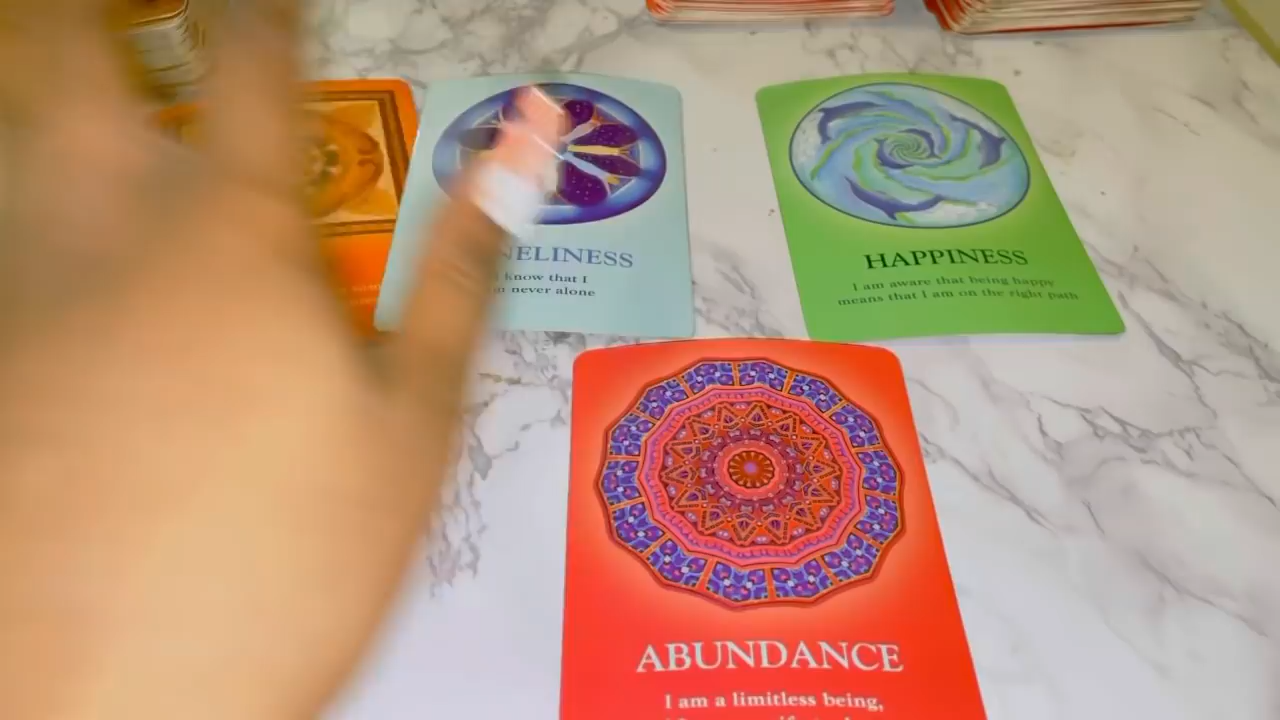 NELINESS
know that I
never alone
HAPPINESS
I am aware that being happy
means that I am on the right path
ABUNDANCE
I am a limitless being,